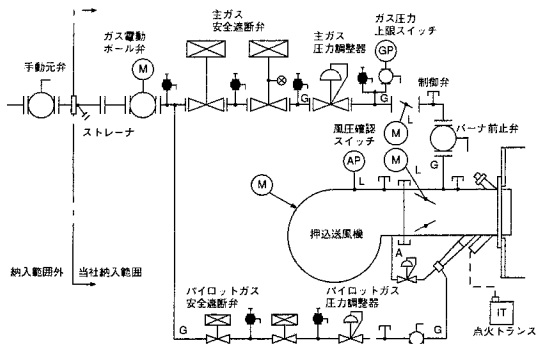 主ガス
安全遮断弁
主ガス
圧力調整器
ガス圧力
上限スイッチ
ガス電動
ボール弁
手動元弁
M
GP
ストレーナ
G
G
制御弁
L
M
バーナ前止弁
風圧確認
スイッチ
AP
M
L
L
G
M
押込送風機
A
納入範囲外
当社納入範囲
パイロットガス
安全遮断弁
パイロットガス
圧力調整器
G
G
IT
点火トランス